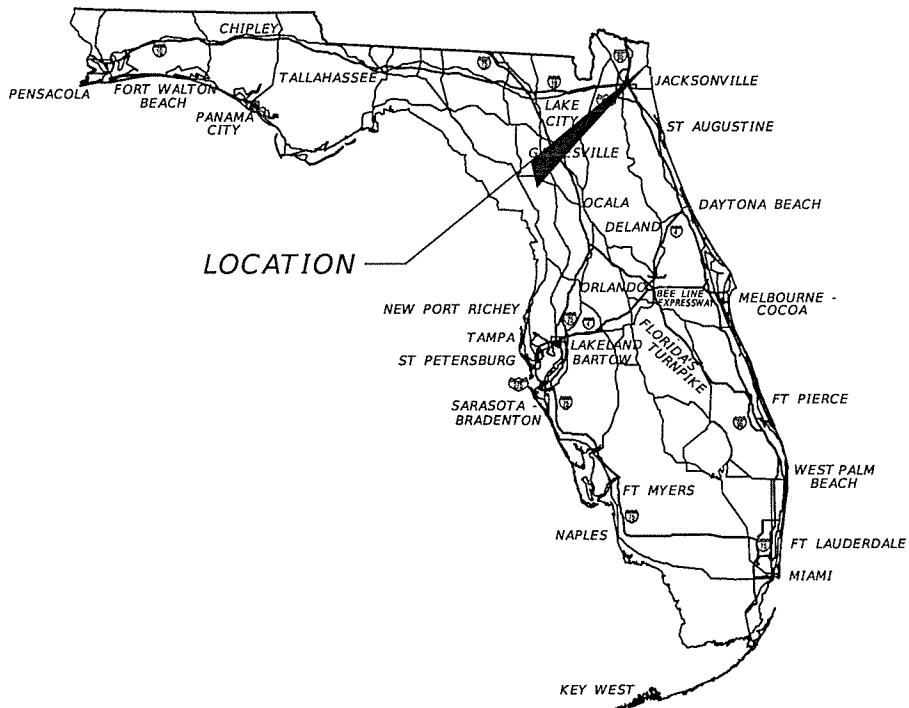 CHIPLEY
TALLAHASSEE
JACKSONVILLE
PENSACOLA
FORT WALTON
BEACH
PANAMA
CITY
LAKE
CITY
ST AUGUSTINE
OCALA
DAYTONA BEACH
DELAND
LOCATION
ORLANDO
BEE LINE
EXPRESSWAY
MELBOURNE -
COCOA
NEW PORT RICHEY
TAMPA
ST PETERSBURG
LAKELAND
BARTOW
FLORIDA'S
TURNPIKE
SARASOTA -
BRADENTON
FT PIERCE
WEST PALM
BEACH
FT MYERS
NAPLES
FT LAUDERDALE
MIAMI
KEY WEST